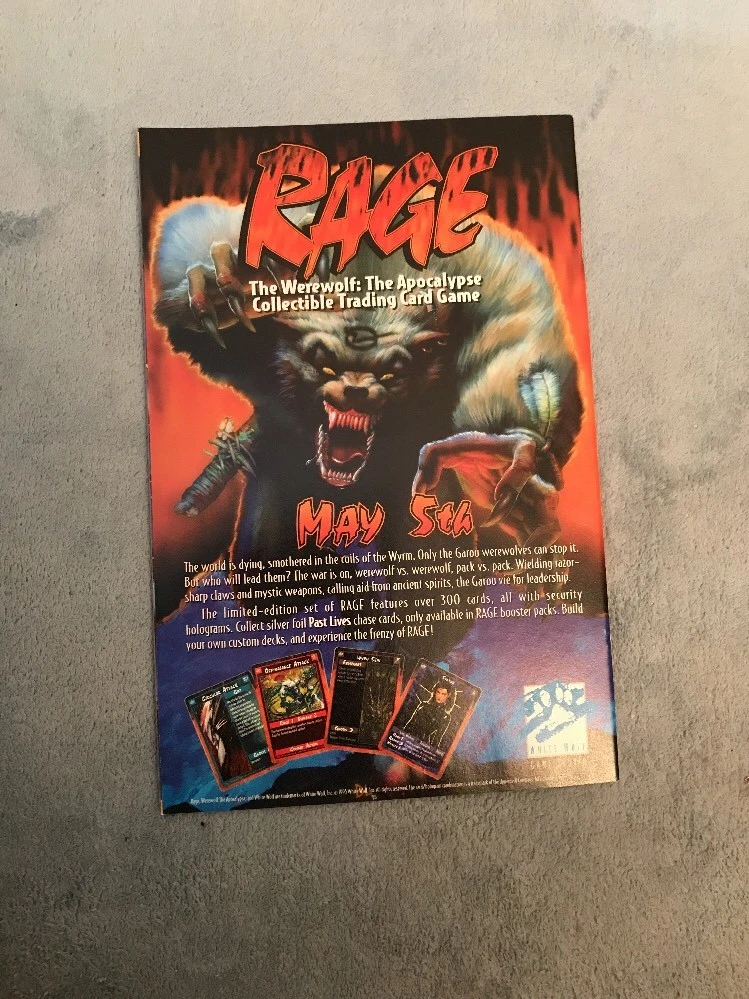 RAGE
The Werewolf: The Apocalypse
Collectible Trading Card Game
MAY 5th
The world is dying, smothered in the coils of the Wyrm. Only the Garou werewolves can stop it.
But who will lead them? The war is on, werewolf vs. werewolf, pack vs. pack. Wielding razor-
sharp claws and mystic weapons, calling aid from ancient spirits, the Garou vie for leadership.
The limited-edition set of RAGE features over 300 cards, all with security
holograms. Collect silver foil Past Lives chase cards, only available in RAGE booster packs. Build
your own custom decks, and experience the frenzy of RAGE!
White Wolf